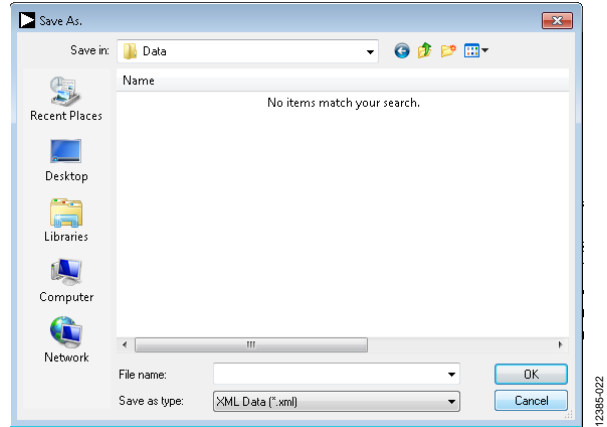 Save As.
Save in:
Data
Name
No items match your search.
Recent Places
Desktop
Libraries
Computer
Network
File name:
OK
Save as type:
XML Data (*.xml)
Cancel
12385-022